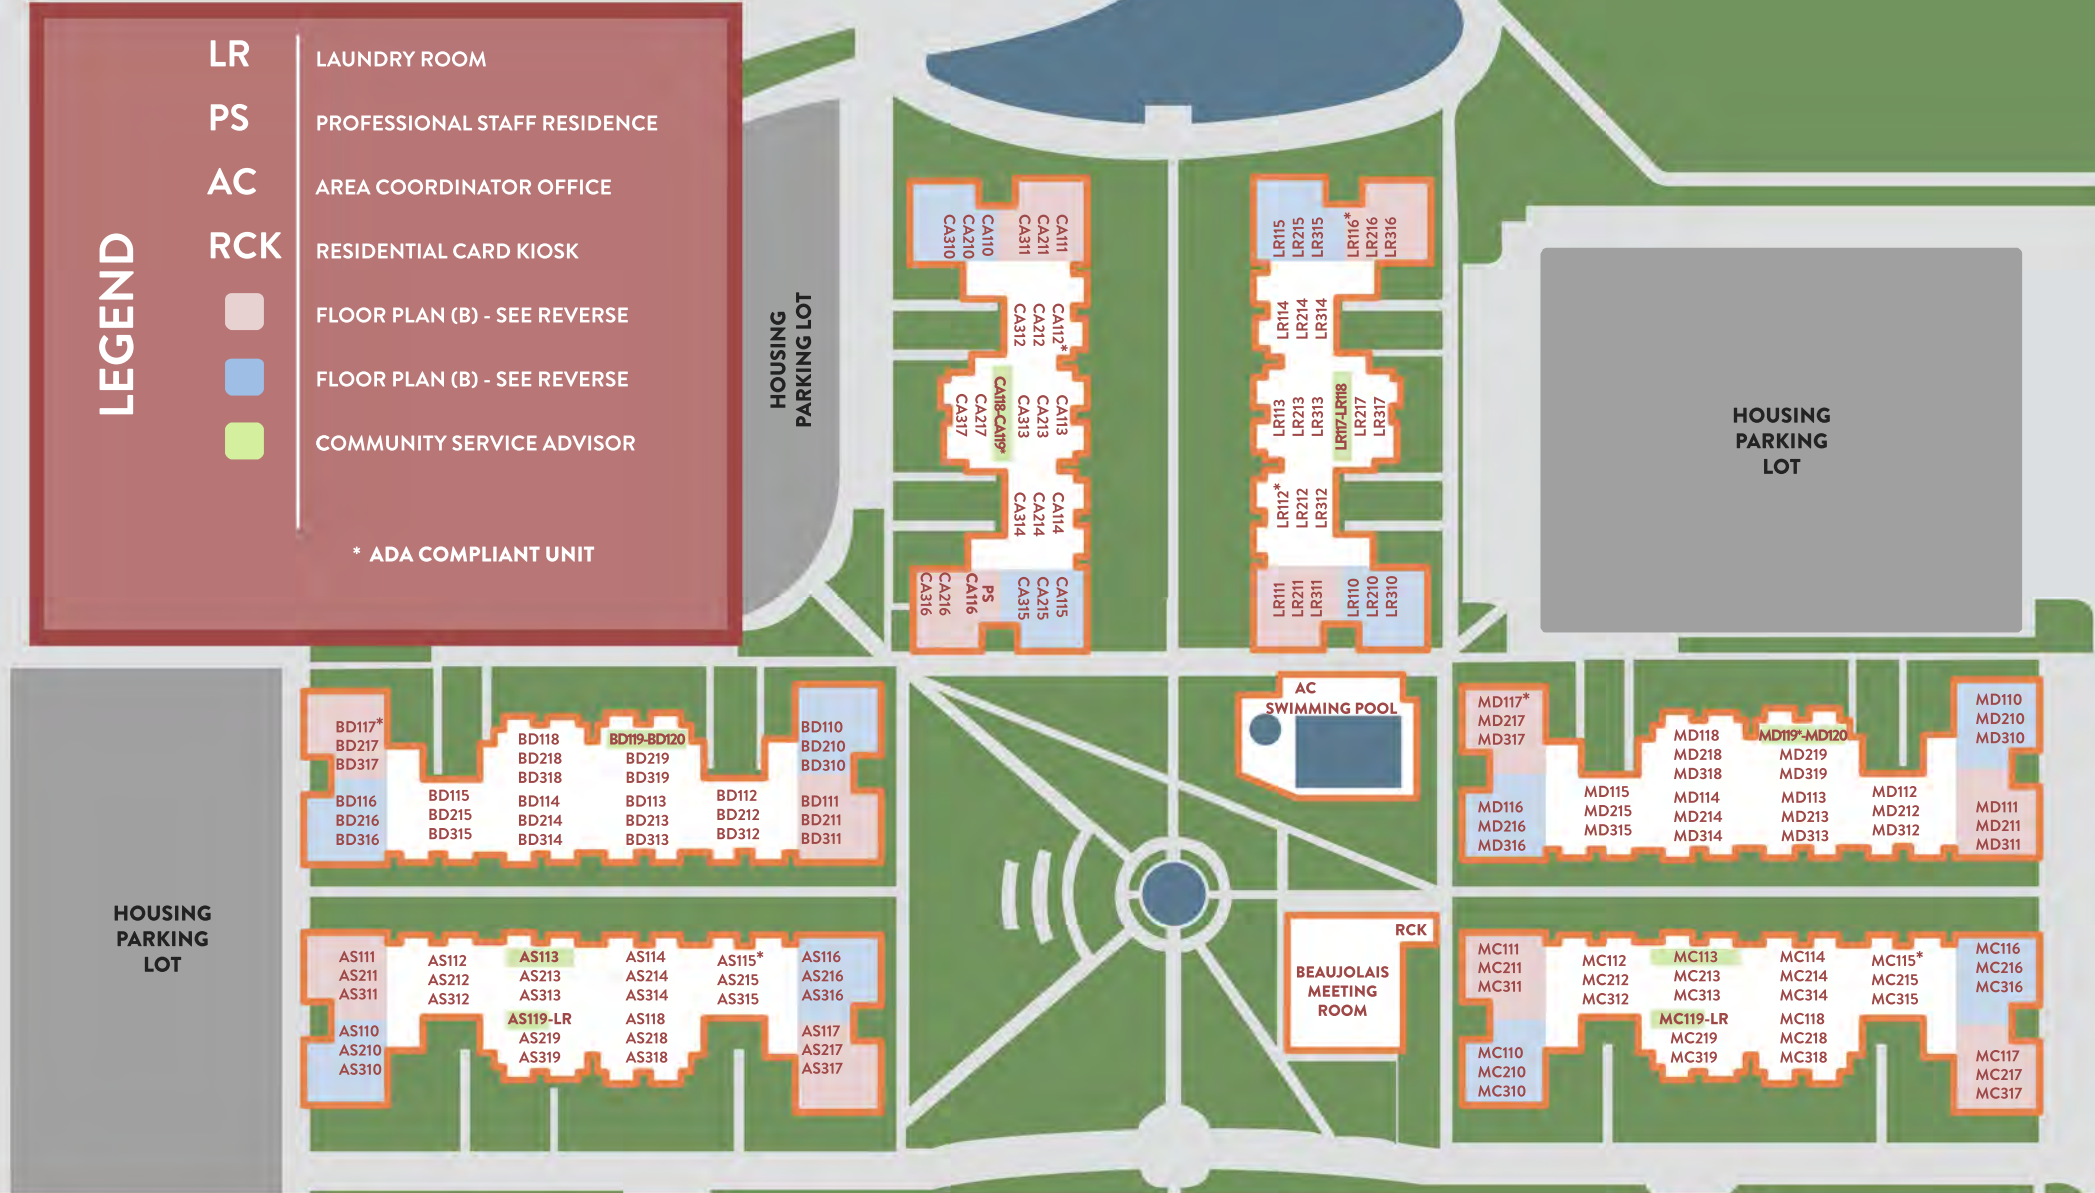 LEGEND
LR LAUNDRY ROOM
PS PROFESSIONAL STAFF RESIDENCE
AC AREA COORDINATOR OFFICE
RCK RESIDENTIAL CARD KIOSK
FLOOR PLAN (B) - SEE REVERSE
FLOOR PLAN (B) - SEE REVERSE
COMMUNITY SERVICE ADVISOR
* ADA COMPLIANT UNIT
HOUSING
PARKING LOT
CA111
CA211
CA311
CA110
CA210
CA310
CA112*
CA212
CA312
CA113
CA213
CA313
CA118-CA119*
CA217
CA317
CA114
CA214
CA314
CA115
CA215
CA315
PS
CA116
CA216
CA316
LR115
LR215
LR315
LR116*
LR216
LR316
LR114
LR214
LR314
LR113
LR213
LR313
LR117-LR118
LR217
LR317
LR112*
LR212
LR312
LR111
LR211
LR311
LR110
LR210
LR310
HOUSING
PARKING
LOT
BD117*
BD217
BD317
BD116
BD216
BD316
BD115
BD215
BD315
BD118
BD218
BD318
BD114
BD214
BD314
BD119-BD120
BD219
BD319
BD113
BD213
BD313
BD112
BD212
BD312
BD110
BD210
BD310
BD111
BD211
BD311
AC
SWIMMING POOL
MD117*
MD217
MD317
MD116
MD216
MD316
MD115
MD215
MD315
MD118
MD218
MD318
MD114
MD214
MD314
MD119*-MD120
MD219
MD319
MD113
MD213
MD313
MD112
MD212
MD312
MD110
MD210
MD310
MD111
MD211
MD311
HOUSING
PARKING
LOT
AS111
AS211
AS311
AS110
AS210
AS310
AS112
AS212
AS312
AS113
AS213
AS313
AS119-LR
AS219
AS319
AS114
AS214
AS314
AS118
AS218
AS318
AS115*
AS215
AS315
AS116
AS216
AS316
AS117
AS217
AS317
RCK
BEAUJOLAIS
MEETING
ROOM
MC111
MC211
MC311
MC110
MC210
MC310
MC112
MC212
MC312
MC113
MC213
MC313
MC119-LR
MC219
MC319
MC114
MC214
MC314
MC118
MC218
MC318
MC115*
MC215
MC315
MC116
MC216
MC316
MC117
MC217
MC317